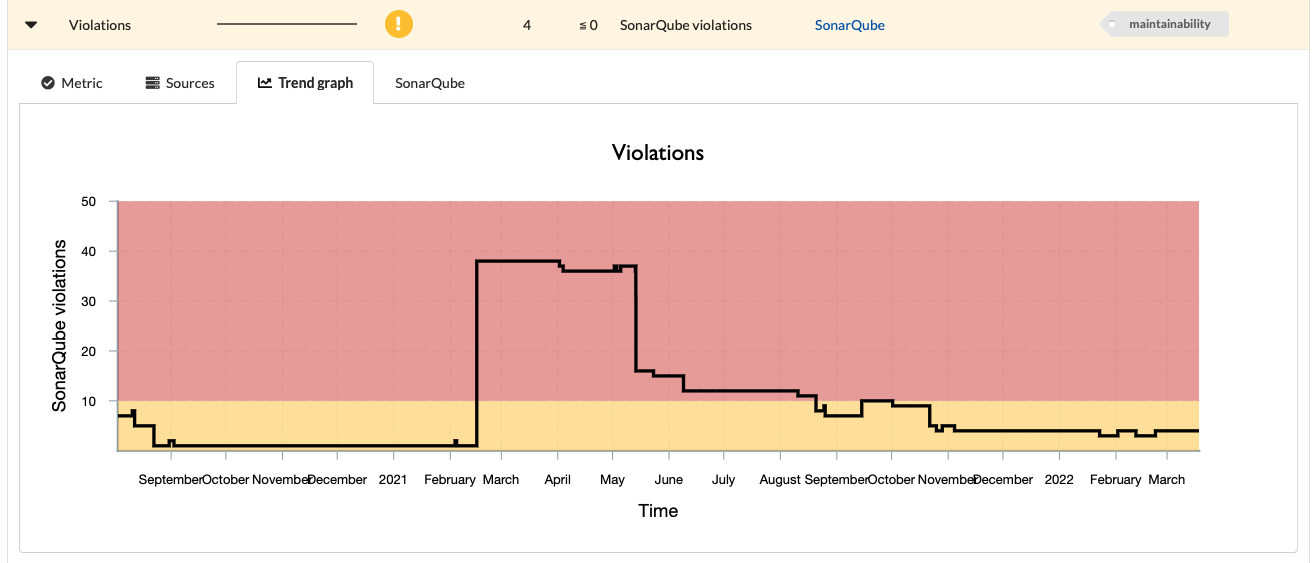 Violations ! 4 ≤ 0 SonarQube violations SonarQube maintainability
Metric Sources Trend graph SonarQube
Violations
50
40
30
20
10
SonarQube violations
September October November December 2021 February March April May June July August September October November December 2022 February March
Time